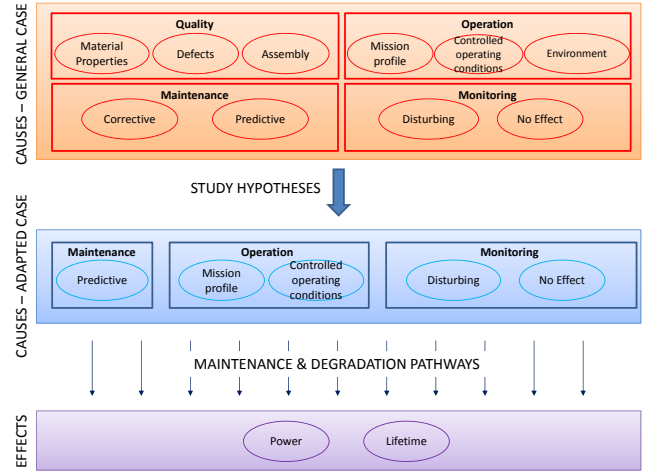 CAUSES – GENERAL CASE
Quality
Material
Properties
Defects
Assembly
Operation
Mission
profile
Controlled
operating
conditions
Environment
Maintenance
Corrective
Predictive
Monitoring
Disturbing
No Effect
STUDY HYPOTHESES
CAUSES – ADAPTED CASE
Maintenance
Predictive
Operation
Mission
profile
Controlled
operating
conditions
Monitoring
Disturbing
No Effect
MAINTENANCE & DEGRADATION PATHWAYS
EFFECTS
Power
Lifetime